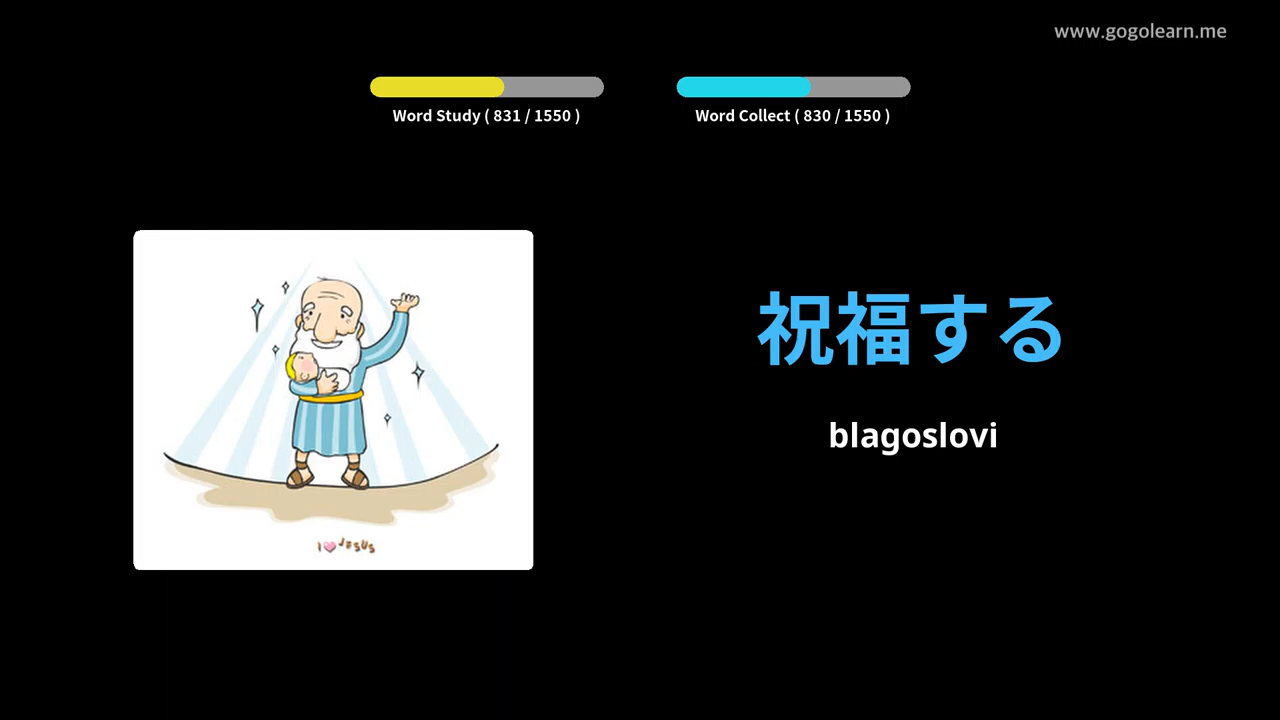 www.gogolearn.me
Word Study ( 831 / 1550 )
Word Collect ( 830 / 1550 )
祝福する
blagoslovi
I JESUS